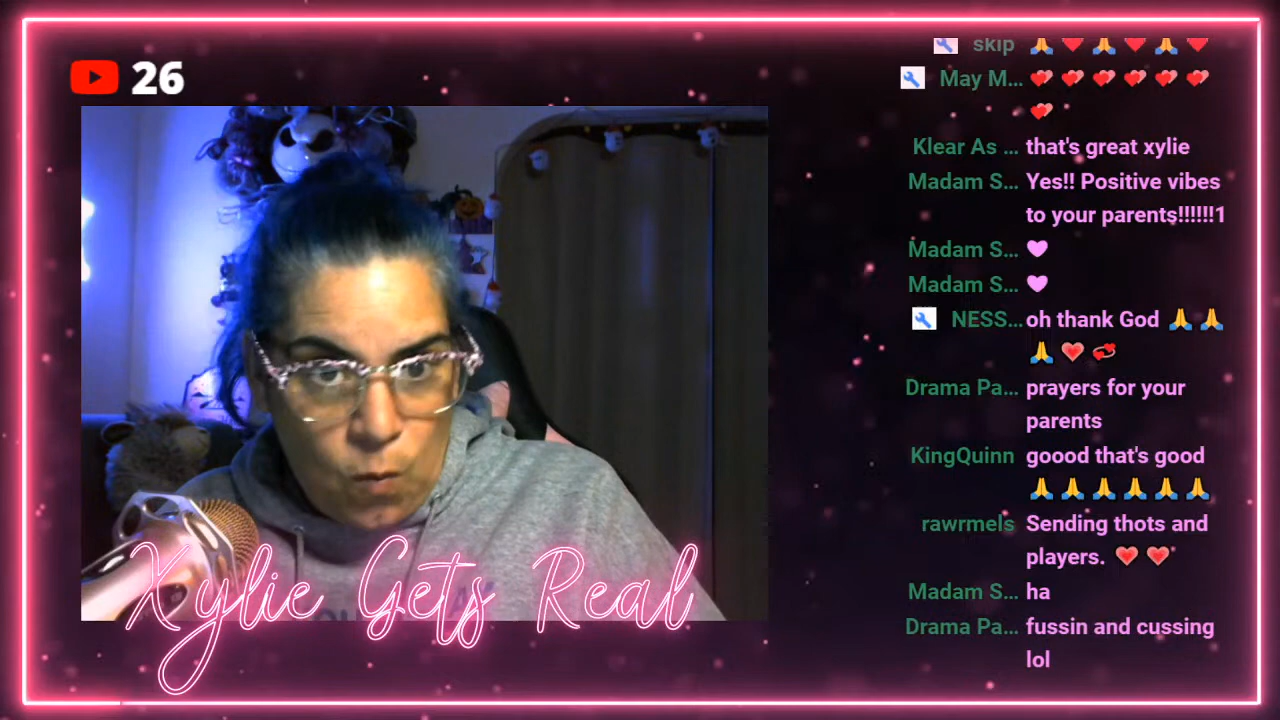 26
Xylie Gets Real
skip 🙏 ❤️ 🙏 ❤️ 🙏 ❤️
May M... 💕 💕 💕 💕 💕 💕
💕
Klear As ... that's great xylie
Madam S... Yes!! Positive vibes
to your parents!!!!!!1
Madam S... 💜
Madam S... 💜
NESS... oh thank God 🙏 🙏
🙏 ❤️ 💞
Drama Pa... prayers for your
parents
KingQuinn goood that's good
🙏 🙏 🙏 🙏 🙏 🙏
rawrmels Sending thots and
players. ❤️ ❤️
Madam S... ha
Drama Pa... fussin and cussing
lol